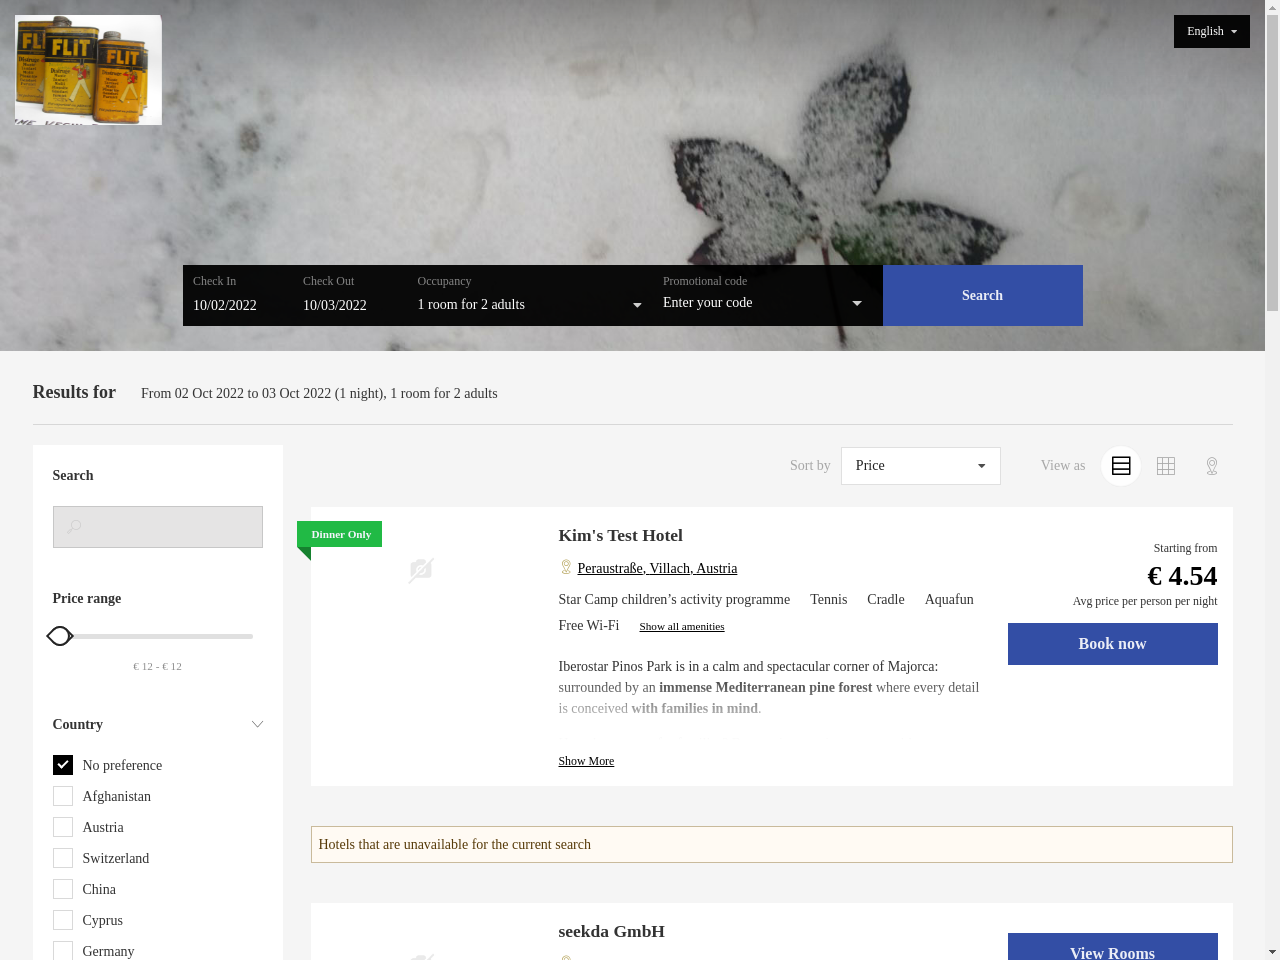 FLIT
FLIT
English
Check In
Check Out
Occupancy
Promotional code
10/02/2022
10/03/2022
1 room for 2 adults
Enter your code
Search
Results for
From 02 Oct 2022 to 03 Oct 2022 (1 night), 1 room for 2 adults
Search
Sort by
Price
View as
Price range
€ 12 - € 12
Country
No preference
Afghanistan
Austria
Switzerland
China
Cyprus
Germany
Dinner Only
Kim's Test Hotel
Peraustraße, Villach, Austria
Star Camp children’s activity programme Tennis Cradle Aquafun
Free Wi-Fi Show all amenities
Iberostar Pinos Park is in a calm and spectacular corner of Majorca:
surrounded by an immense Mediterranean pine forest where every detail
is conceived with families in mind.
Show More
Starting from
€ 4.54
Avg price per person per night
Book now
Hotels that are unavailable for the current search
seekda GmbH
View Rooms